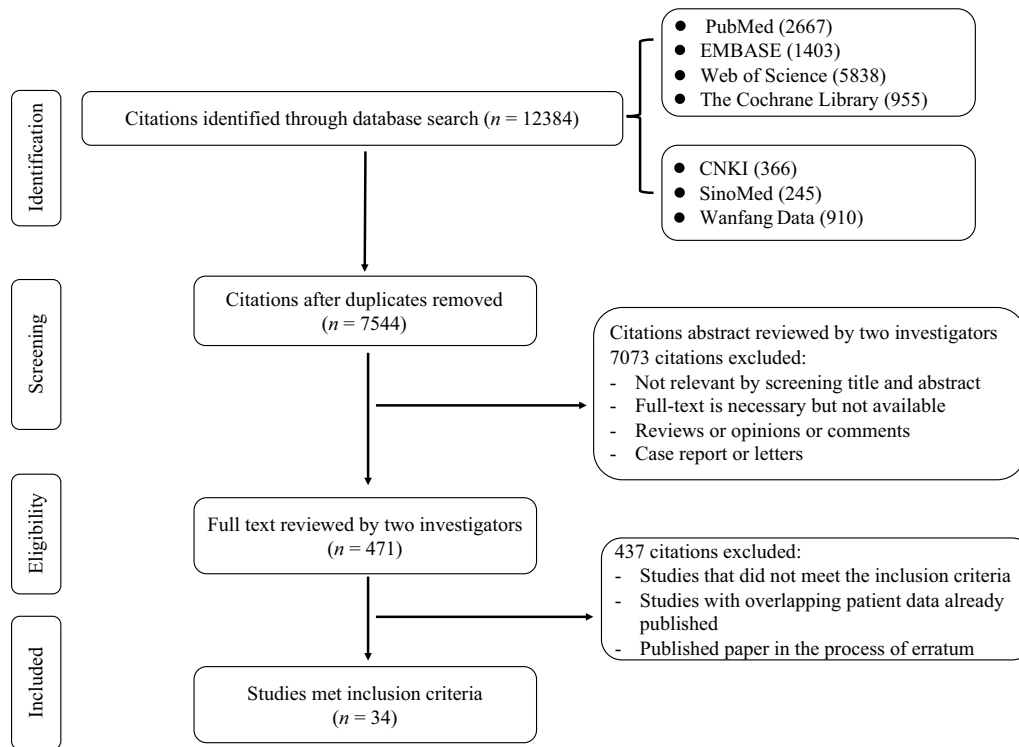 Identification
Citations identified through database search (n = 12384)
● PubMed (2667)
● EMBASE (1403)
● Web of Science (5838)
● The Cochrane Library (955)
● CNKI (366)
● SinoMed (245)
● Wanfang Data (910)
Screening
Citations after duplicates removed
(n = 7544)
Citations abstract reviewed by two investigators
7073 citations excluded:
- Not relevant by screening title and abstract
- Full-text is necessary but not available
- Reviews or opinions or comments
- Case report or letters
Eligibility
Full text reviewed by two investigators
(n = 471)
437 citations excluded:
- Studies that did not meet the inclusion criteria
- Studies with overlapping patient data already
published
- Published paper in the process of erratum
Included
Studies met inclusion criteria
(n = 34)